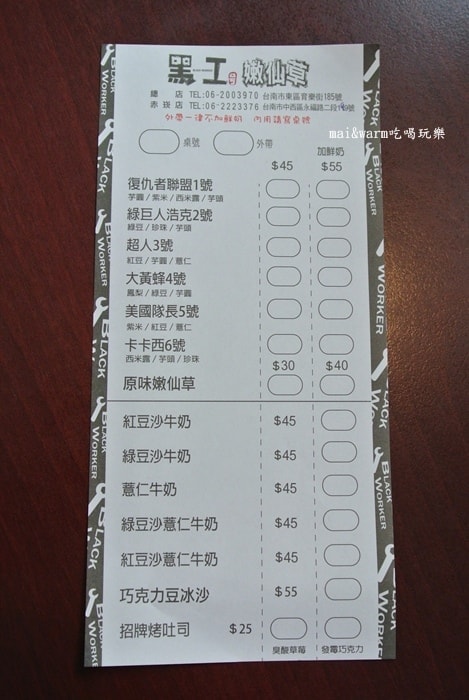 黑工 嫩仙草
總店 TEL:06-2003970 台南市東區官樂街185號
赤崁店 TEL:06-2223376 台南市中西區永福路二段1 9號
外帶一律不加鮮奶 內用請寫桌號
mai&warm吃喝玩樂
桌號 外帶 加鮮奶
$45 $55
復仇者聯盟1號
芋圓/紫米/西米露/芋頭
綠巨人浩克2號
綠豆/珍珠/芋頭
超人3號
紅豆/芋圓/薏仁
大黃蜂4號
鳳梨/綠豆/芋圓
美國隊長5號
紫米/紅豆/薏仁
卡卡西6號
西米露/芋頭/珍珠
$30 $40
原味嫩仙草
紅豆沙牛奶 $45
綠豆沙牛奶 $45
薏仁牛奶 $45
綠豆沙薏仁牛奶 $45
紅豆沙薏仁牛奶 $45
巧克力豆冰沙 $55
招牌烤吐司 $25
臭酸草莓 發霉巧克力
BLACK WORKER
BLACK WORKER
BLACK WORKER
BLACK WORKER